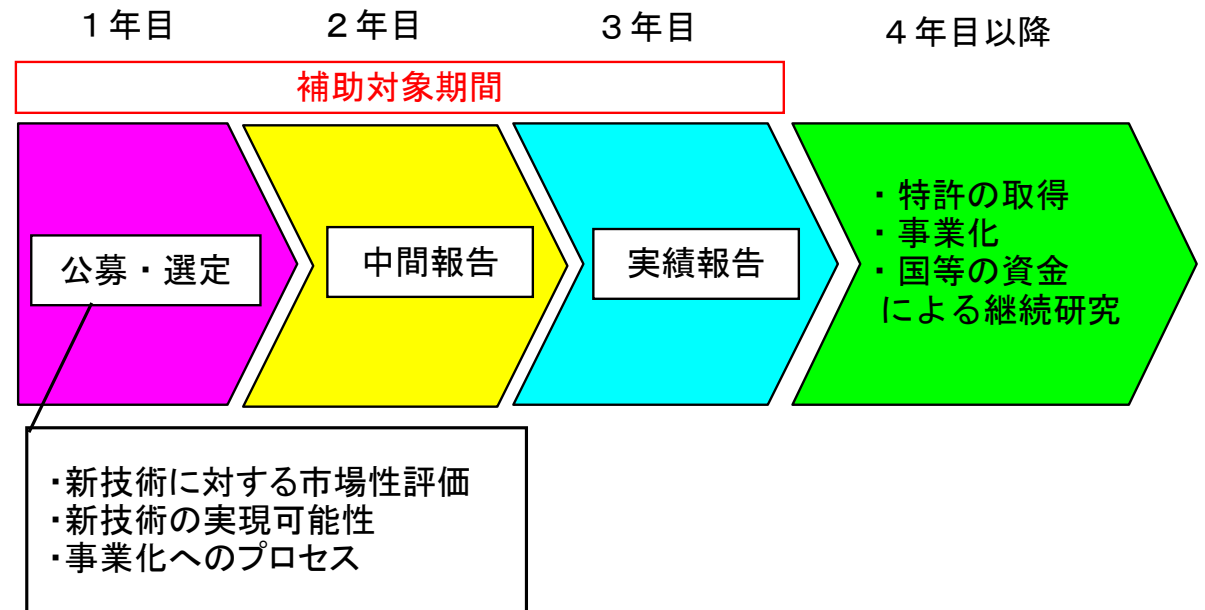 １年目
２年目
３年目
４年目以降
補助対象期間
公募・選定
中間報告
実績報告
・特許の取得
・事業化
・国等の資金
による継続研究
・新技術に対する市場性評価
・新技術の実現可能性
・事業化へのプロセス